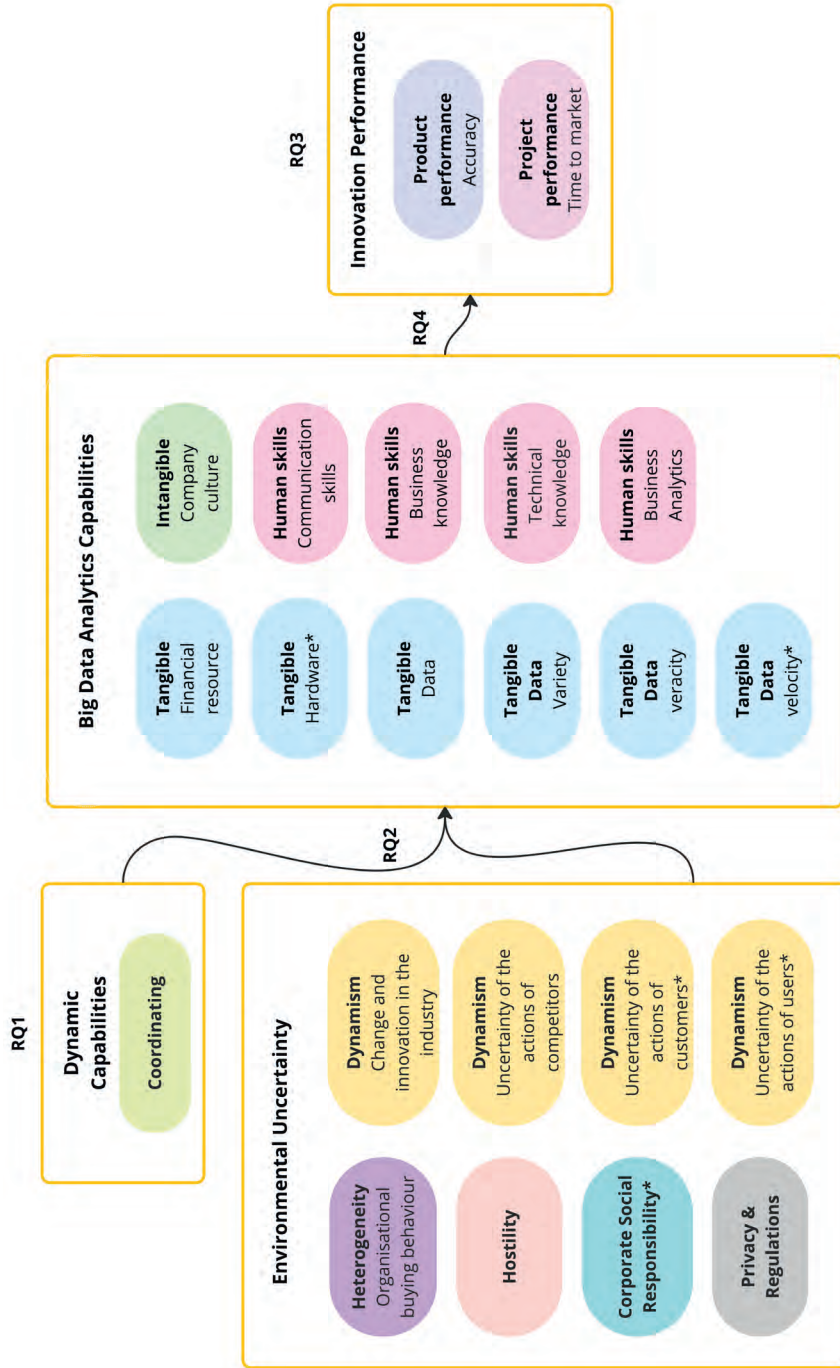 RQ1
Dynamic
Capabilities
Coordinating
Environmental Uncertainty
Heterogeneity
Organisational
buying behaviour
Hostility
Corporate Social
Responsibility*
Privacy &
Regulations
Dynamism
Change and
innovation in the
industry
Dynamism
Uncertainty of the
actions of
competitors
Dynamism
Uncertainty of the
actions of
customers*
Dynamism
Uncertainty of the
actions of users*
RQ2
Big Data Analytics Capabilities
Tangible
Financial
resource
Tangible
Hardware*
Tangible
Data
Tangible
Data
Variety
Tangible
Data
veracity
Tangible
Data
velocity*
Intangible
Company
culture
Human skills
Communication
skills
Human skills
Business
knowledge
Human skills
Technical
knowledge
Human skills
Business
Analytics
RQ4
RQ3
Innovation Performance
Product
performance
Accuracy
Project
performance
Time to market